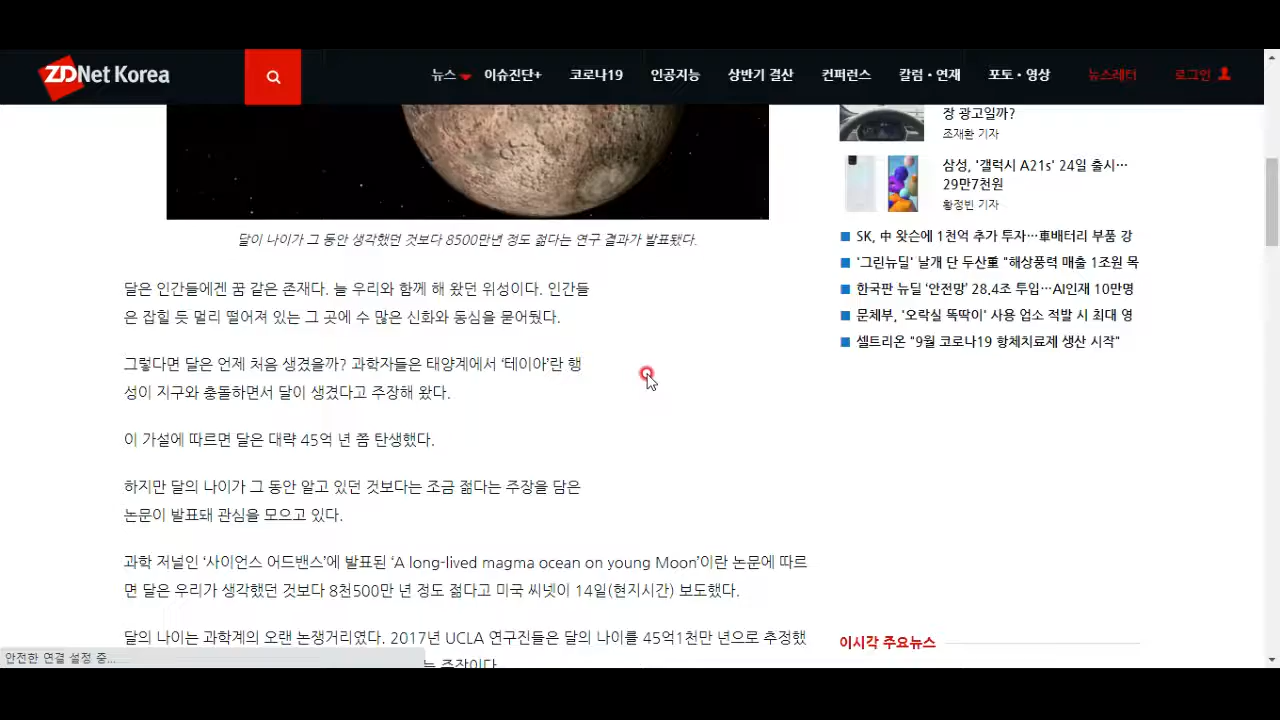 ZDNet Korea
뉴스 이슈진단+ 코로나19 인공지능 상반기 결산 컨퍼런스 칼럼・연재 포토・영상 뉴스레터 로그인
달이 나이가 그 동안 생각했던 것보다 8500만년 정도 젊다는 연구 결과가 발표됐다.
달은 인간들에겐 꿈 같은 존재다. 늘 우리와 함께 해 왔던 위성이다. 인간들
은 잡힐 듯 멀리 떨어져 있는 그 곳에 수 많은 신화와 동심을 묻어뒀다.
그렇다면 달은 언제 처음 생겼을까? 과학자들은 태양계에서 ‘테이아’란 행
성이 지구와 충돌하면서 달이 생겼다고 주장해 왔다.
이 가설에 따르면 달은 대략 45억 년 쯤 탄생했다.
하지만 달의 나이가 그 동안 알고 있던 것보다는 조금 젊다는 주장을 담은
논문이 발표돼 관심을 모으고 있다.
과학 저널인 ‘사이언스 어드밴스’에 발표된 ‘A long-lived magma ocean on young Moon’이란 논문에 따르
면 달은 우리가 생각했던 것보다 8천500만 년 정도 젊다고 미국 씨넷이 14일(현지시간) 보도했다.
달의 나이는 과학계의 오랜 논쟁거리였다. 2017년 UCLA 연구진들은 달의 나이를 45억1천만 년으로 추정했
는 주장이다
장 광고일까?
조재환 기자
삼성, '갤럭시 A21s' 24일 출시…
29만7천원
황정빈 기자
SK, 中 왓슨에 1천억 추가 투자…車배터리 부품 강
'그린뉴딜' 날개 단 두산重 "해상풍력 매출 1조원 목
한국판 뉴딜 ‘안전망’ 28.4조 투입…AI인재 10만명
문체부, '오락실 똑딱이' 사용 업소 적발 시 최대 영
셀트리온 "9월 코로나19 항체치료제 생산 시작"
이시각 주요뉴스
안전한 연결 설정 중...